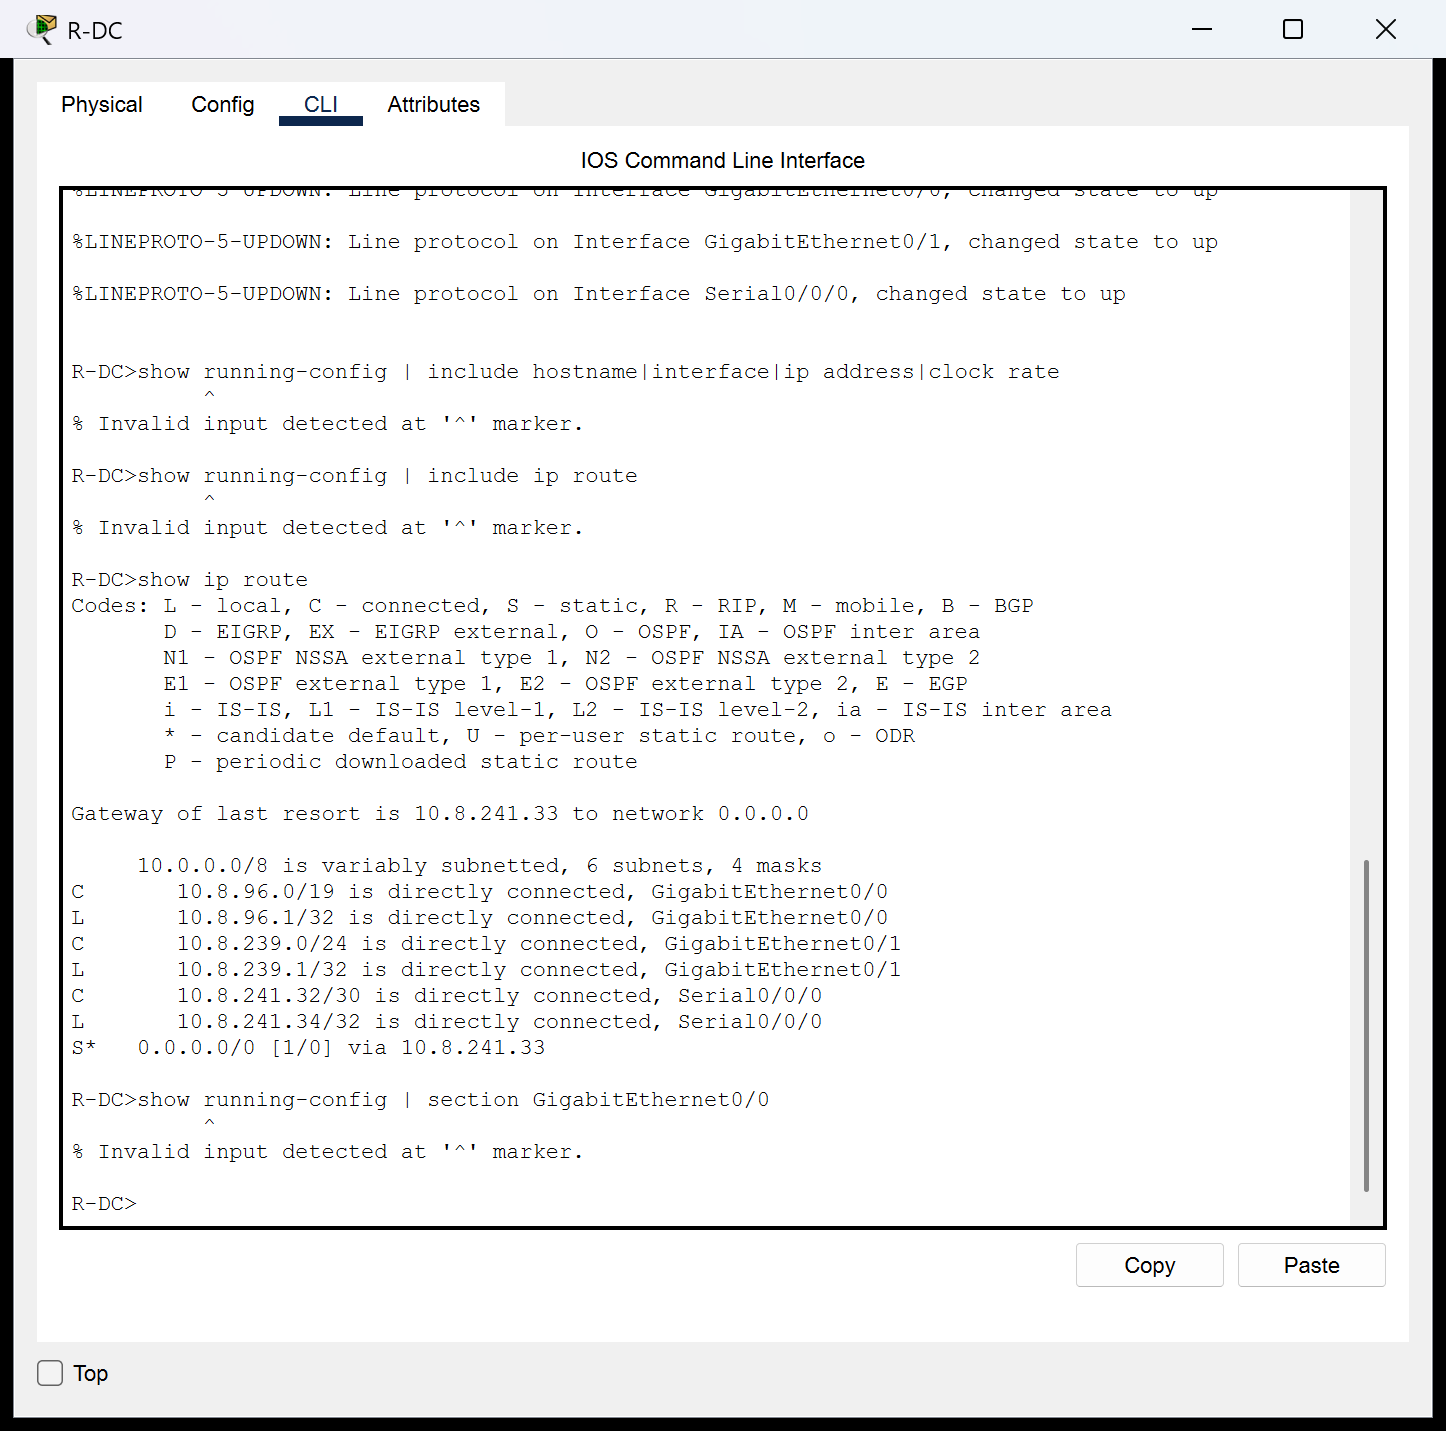 R-DC
Physical Config CLI Attributes
IOS Command Line Interface
%LINEPROTO-5-UPDOWN: Line protocol on Interface GigabitEthernet0/0, changed state to up
%LINEPROTO-5-UPDOWN: Line protocol on Interface GigabitEthernet0/1, changed state to up
%LINEPROTO-5-UPDOWN: Line protocol on Interface Serial0/0/0, changed state to up
R-DC>show running-config | include hostname|interface|ip address|clock rate
^
% Invalid input detected at '^' marker.
R-DC>show running-config | include ip route
^
% Invalid input detected at '^' marker.
R-DC>show ip route
Codes: L - local, C - connected, S - static, R - RIP, M - mobile, B - BGP
D - EIGRP, EX - EIGRP external, O - OSPF, IA - OSPF inter area
N1 - OSPF NSSA external type 1, N2 - OSPF NSSA external type 2
E1 - OSPF external type 1, E2 - OSPF external type 2, E - EGP
i - IS-IS, L1 - IS-IS level-1, L2 - IS-IS level-2, ia - IS-IS inter area
* - candidate default, U - per-user static route, o - ODR
P - periodic downloaded static route
Gateway of last resort is 10.8.241.33 to network 0.0.0.0
10.0.0.0/8 is variably subnetted, 6 subnets, 4 masks
C 10.8.96.0/19 is directly connected, GigabitEthernet0/0
L 10.8.96.1/32 is directly connected, GigabitEthernet0/0
C 10.8.239.0/24 is directly connected, GigabitEthernet0/1
L 10.8.239.1/32 is directly connected, GigabitEthernet0/1
C 10.8.241.32/30 is directly connected, Serial0/0/0
L 10.8.241.34/32 is directly connected, Serial0/0/0
S* 0.0.0.0/0 [1/0] via 10.8.241.33
R-DC>show running-config | section GigabitEthernet0/0
^
% Invalid input detected at '^' marker.
R-DC>
Copy Paste
Top